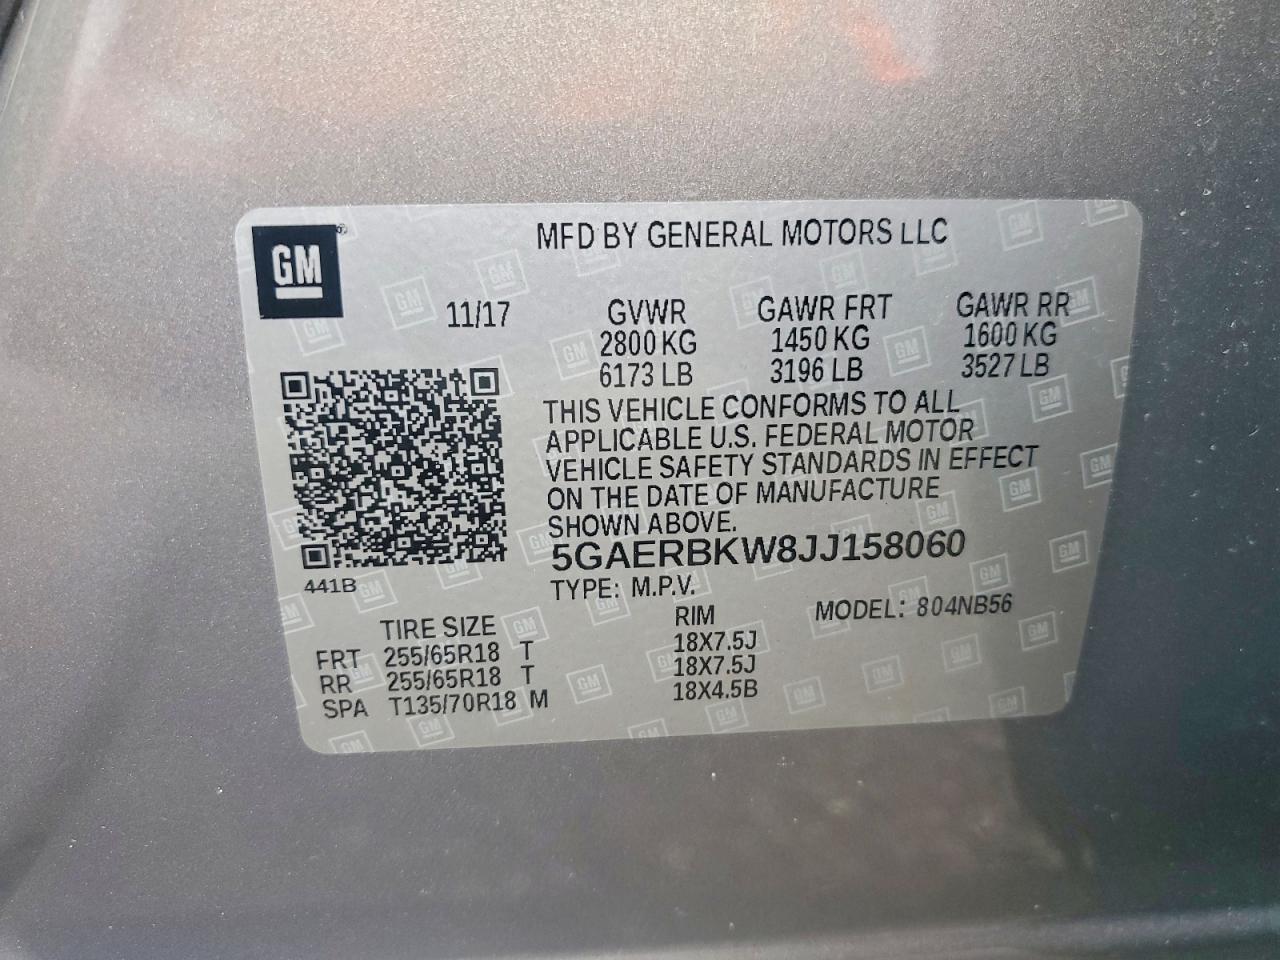 GM
MFD BY GENERAL MOTORS LLC
11/17 GVWR GAWR FRT GAWR RR
2800 KG 1450 KG 1600 KG
6173 LB 3196 LB 3527 LB
THIS VEHICLE CONFORMS TO ALL
APPLICABLE U.S. FEDERAL MOTOR
VEHICLE SAFETY STANDARDS IN EFFECT
ON THE DATE OF MANUFACTURE
SHOWN ABOVE.
5GAERBKW8JJ158060
441B
TYPE: M.P.V. MODEL: 804NB56
TIRE SIZE RIM
FRT 255/65R18 T 18X7.5J
RR 255/65R18 T 18X7.5J
SPA T135/70R18 M 18X4.5B